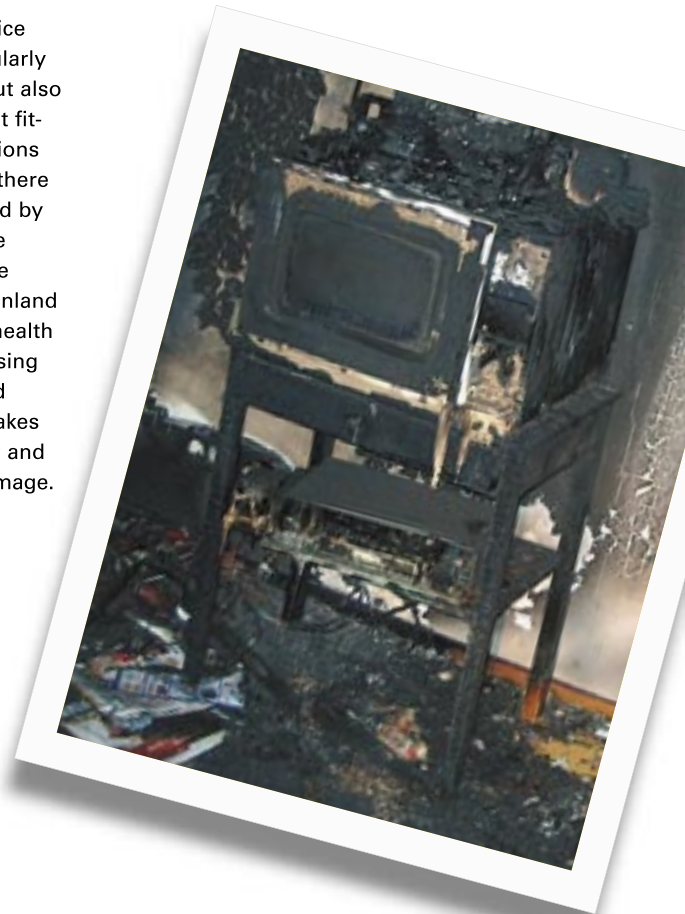 ice
ularly
ut also
t fit-
ions
there
d by
e
e
nland
health
sing
d
akes
and
mage.